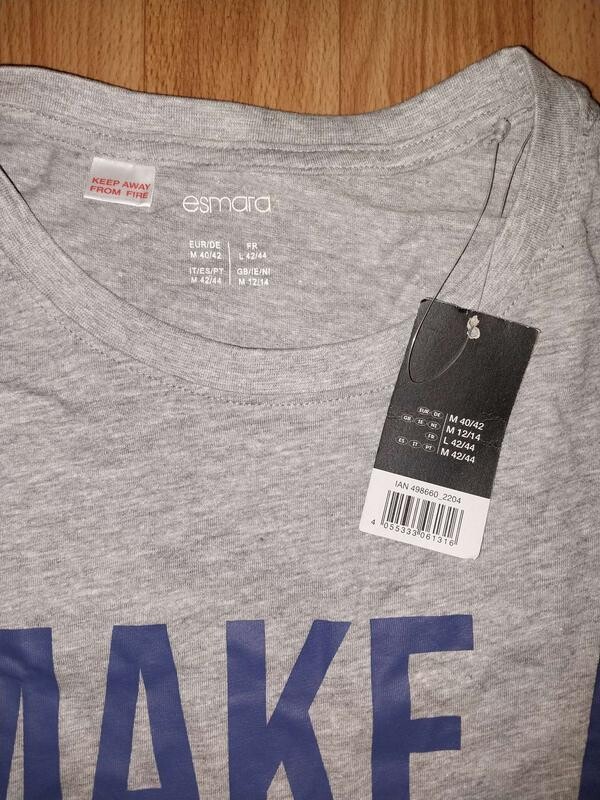 KEEP AWAY
FROM FIRE
esmara
EUR/DE
M 40/42
FR
L 42/44
IT/ES/PT
M 42/44
GB/IE/NI
M 12/14
EUR DE M 40/42
GB IE NI M 12/14
FR L 42/44
ES IT PT M 42/44
IAN 498660_2204
4 055333 061316
MAKE